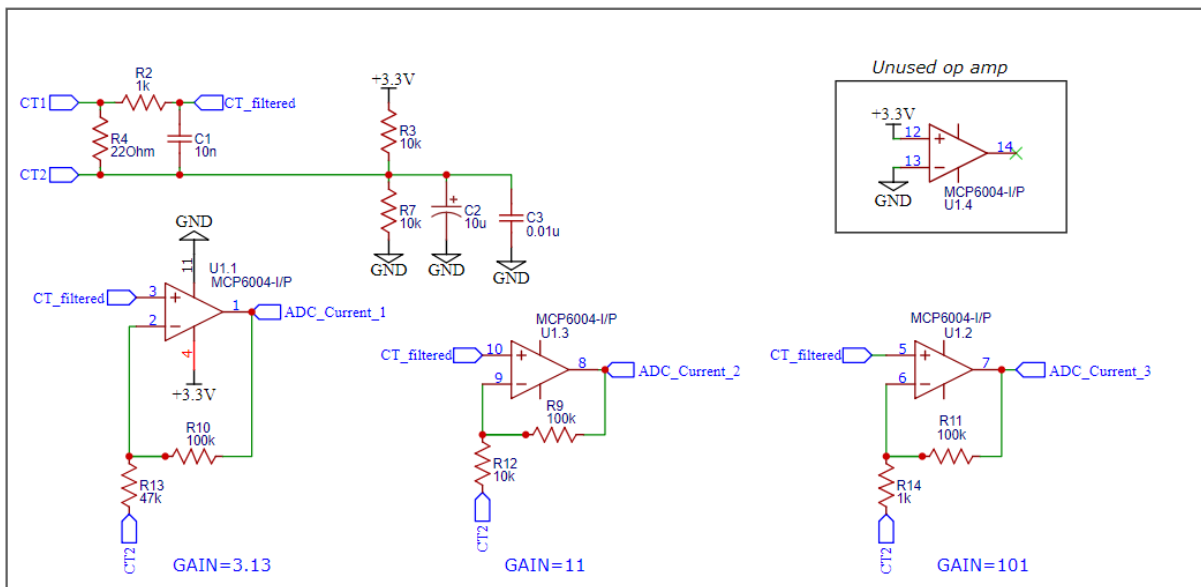 Unused op amp
R2
1k
CT1
CT_filtered
R4
22Ohm
C1
10n
CT2
+3.3V
R3
10k
R7
10k
C2
10u
C3
0.01u
GND
GND
GND
+3.3V
12
13
14
GND
MCP6004-I/P
U1.4
GND
11
U1.1
MCP6004-I/P
CT_filtered
3
2
1
ADC_Current_1
4
+3.3V
R10
100k
R13
47k
CT2
GAIN=3.13
MCP6004-I/P
U1.3
CT_filtered
10
9
8
ADC_Current_2
R9
100k
R12
10k
CT2
GAIN=11
MCP6004-I/P
U1.2
CT_filtered
5
6
7
ADC_Current_3
R11
100k
R14
1k
CT2
GAIN=101